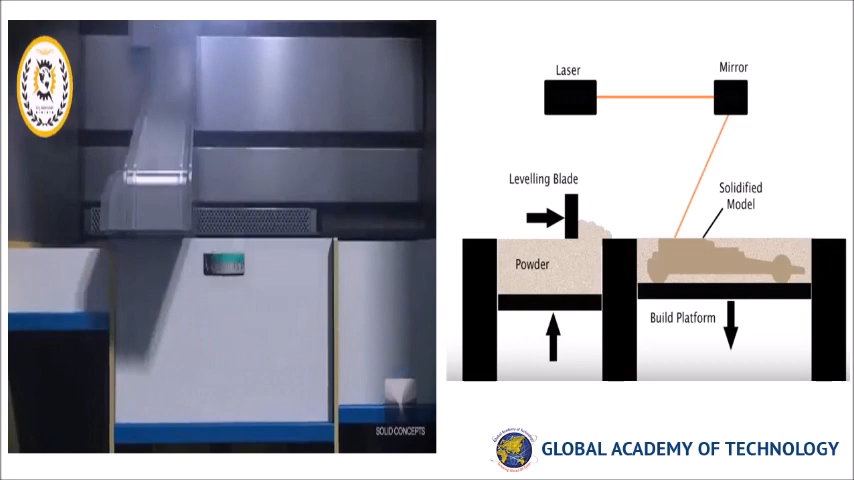 SOLID CONCEPTS
Laser
Mirror
Levelling Blade
Solidified
Model
Powder
Build Platform
GLOBAL ACADEMY OF TECHNOLOGY